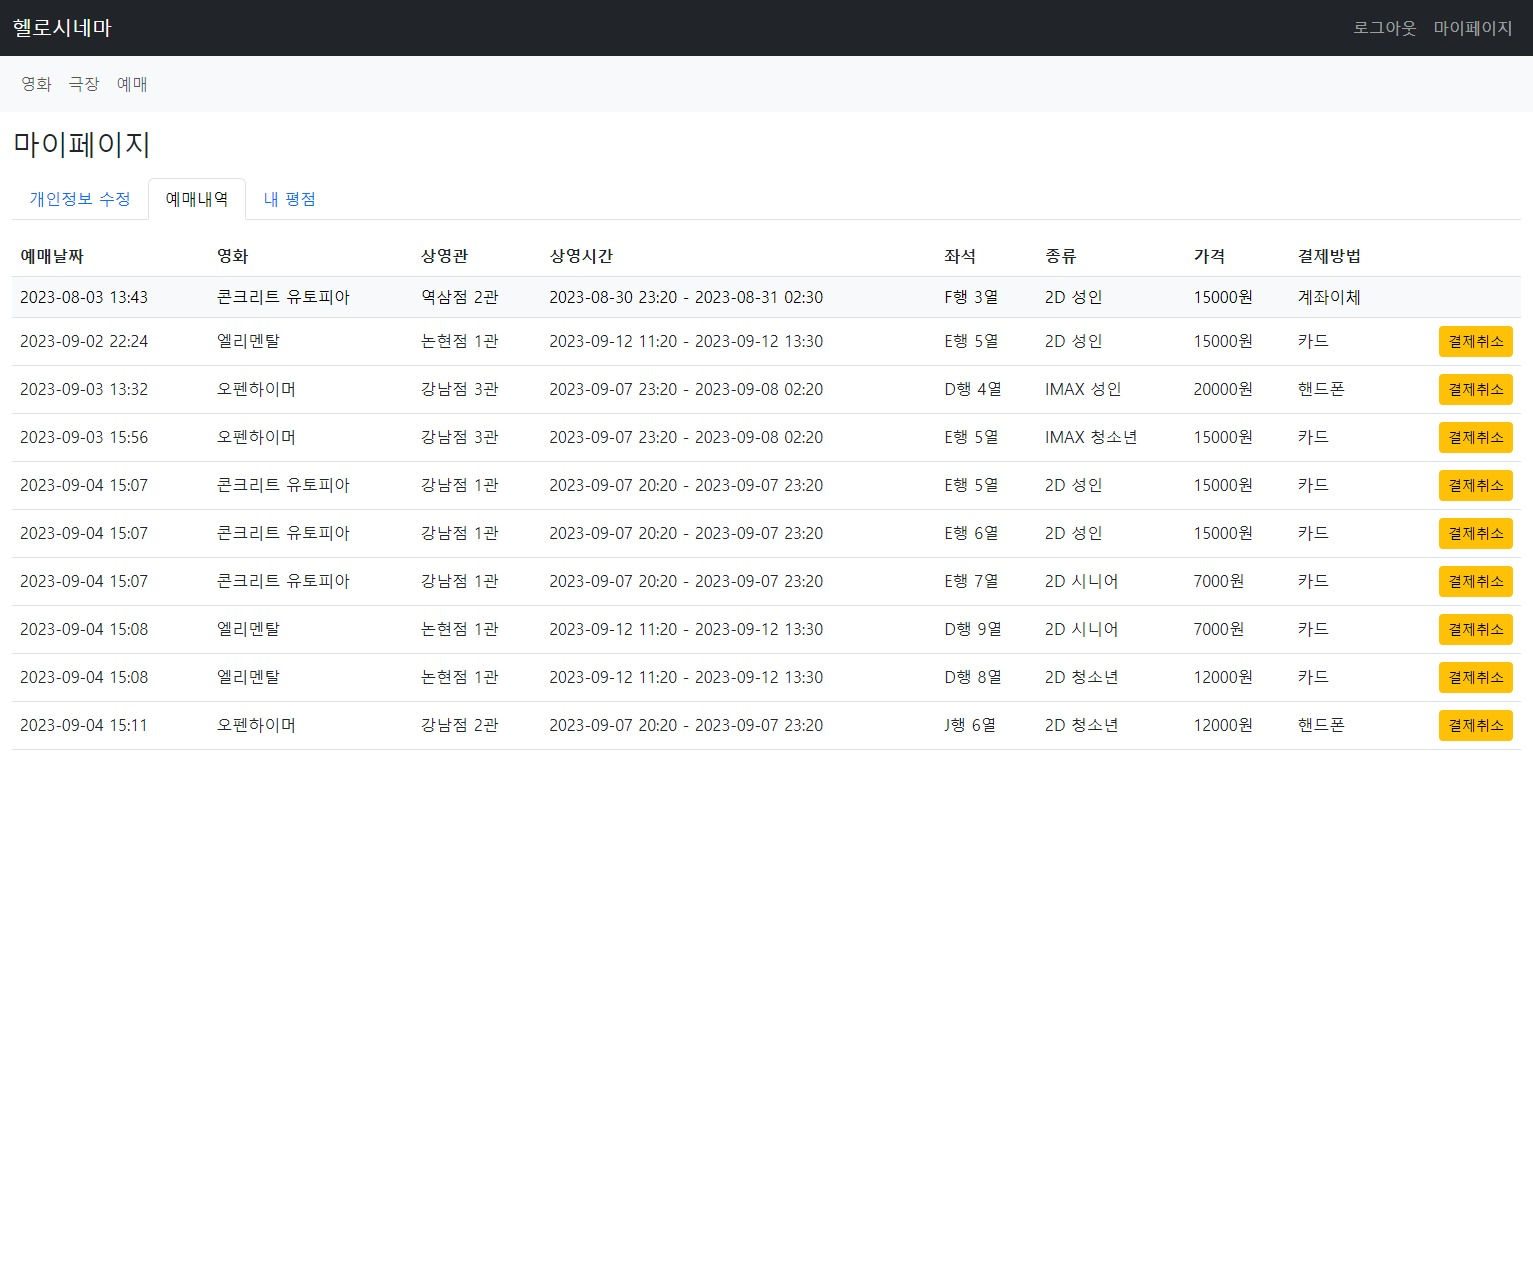 헬로시네마 로그아웃 마이페이지
영화 극장 예매
마이페이지
개인정보 수정 예매내역 내 평점
예매날짜 영화 상영관 상영시간 좌석 종류 가격 결제방법
2023-08-03 13:43 콘크리트 유토피아 역삼점 2관 2023-08-30 23:20 - 2023-08-31 02:30 F행 3열 2D 성인 15000원 계좌이체
2023-09-02 22:24 엘리멘탈 논현점 1관 2023-09-12 11:20 - 2023-09-12 13:30 E행 5열 2D 성인 15000원 카드 결제취소
2023-09-03 13:32 오펜하이머 강남점 3관 2023-09-07 23:20 - 2023-09-08 02:20 D행 4열 IMAX 성인 20000원 핸드폰 결제취소
2023-09-03 15:56 오펜하이머 강남점 3관 2023-09-07 23:20 - 2023-09-08 02:20 E행 5열 IMAX 청소년 15000원 카드 결제취소
2023-09-04 15:07 콘크리트 유토피아 강남점 1관 2023-09-07 20:20 - 2023-09-07 23:20 E행 5열 2D 성인 15000원 카드 결제취소
2023-09-04 15:07 콘크리트 유토피아 강남점 1관 2023-09-07 20:20 - 2023-09-07 23:20 E행 6열 2D 성인 15000원 카드 결제취소
2023-09-04 15:07 콘크리트 유토피아 강남점 1관 2023-09-07 20:20 - 2023-09-07 23:20 E행 7열 2D 시니어 7000원 카드 결제취소
2023-09-04 15:08 엘리멘탈 논현점 1관 2023-09-12 11:20 - 2023-09-12 13:30 D행 9열 2D 시니어 7000원 카드 결제취소
2023-09-04 15:08 엘리멘탈 논현점 1관 2023-09-12 11:20 - 2023-09-12 13:30 D행 8열 2D 청소년 12000원 카드 결제취소
2023-09-04 15:11 오펜하이머 강남점 2관 2023-09-07 20:20 - 2023-09-07 23:20 J행 6열 2D 청소년 12000원 핸드폰 결제취소